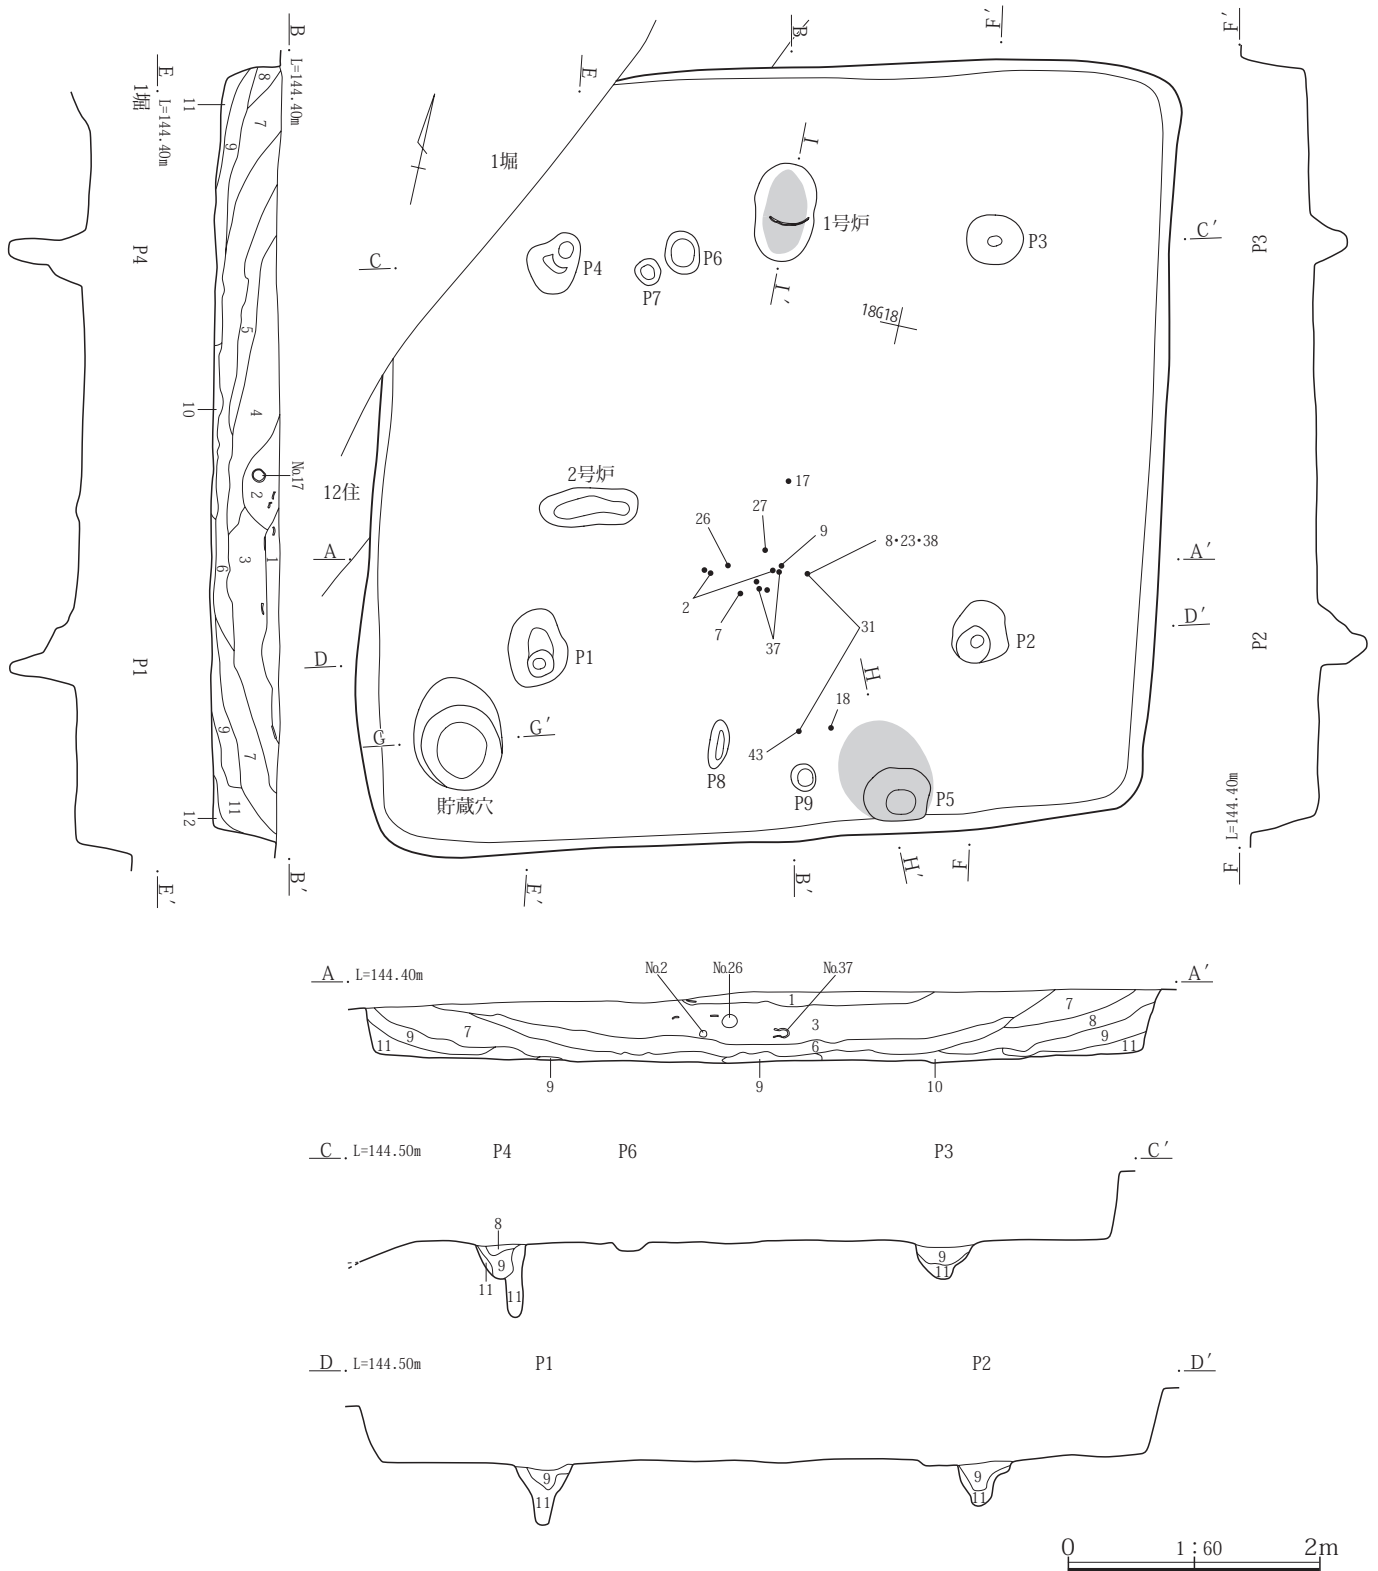 B
L=144.40m
E
L=144.40m
1堀
11
8
7
9
5
10
4
No.17
2
3
1
6
9
7
11
12
B′
E′
P4
P1
E
B
F′
F′
1堀
I
1号炉
P3
C
C′
P4
P6
P7
I′
18G18
P3
2号炉
12住
17
27
26
9
8・23・38
A
A′
2
7
37
31
D
D′
P1
P2
P2
H
18
G
G′
43
P8
P9
P5
貯蔵穴
L=144.40m
F
E′
B′
H′
F
A L=144.40m No.2 No.26 No.37 A′
1
7
3
8
7
9
9
11
6
11
9
9
10
C L=144.50m P4 P6 P3 C′
8
9
9
11
11
11
D L=144.50m P1 P2 D′
9
9
11
11
0 1:60 2m